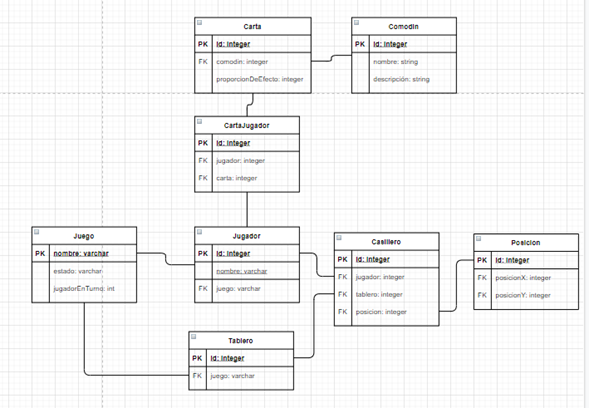 Carta
PK Id: Integer
FK comodin: integer
proporcionDeEfecto: integer
Comodin
PK Id: Integer
nombre: string
descripción: string
CartaJugador
PK Id: Integer
FK jugador: integer
FK carta: integer
Juego
PK nombre: varchar
estado: varchar
jugadorEnTurno: int
Jugador
PK Id: Integer
nombre: varchar
FK juego: varchar
Casillero
PK Id: Integer
FK jugador: integer
FK tablero: integer
FK posicion: integer
Posicion
PK Id: Integer
FK posicionX: integer
FK posicionY: integer
Tablero
PK Id: Integer
FK juego: varchar